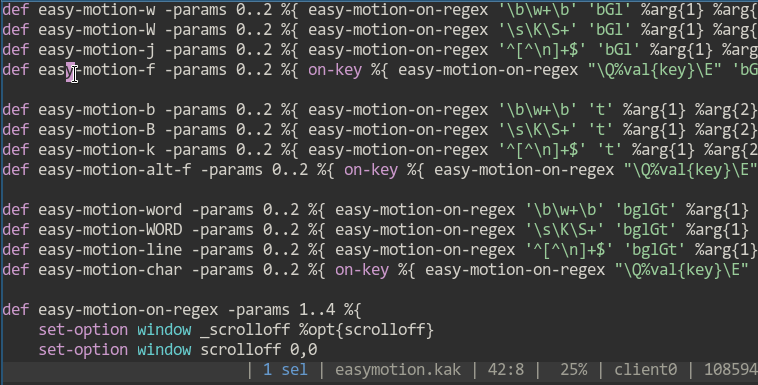 def easy-motion-w -params 0..2 %{ easy-motion-on-regex '\b\w+\b' 'bGl' %arg{1} %arg{
def easy-motion-W -params 0..2 %{ easy-motion-on-regex '\s\K\S+' 'bGl' %arg{1} %arg{
def easy-motion-j -params 0..2 %{ easy-motion-on-regex '^[^\n]+$' 'bGl' %arg{1} %arg
def easy-motion-f -params 0..2 %{ on-key %{ easy-motion-on-regex "\Q%val{key}\E" 'bG
def easy-motion-b -params 0..2 %{ easy-motion-on-regex '\b\w+\b' 't' %arg{1} %arg{2}
def easy-motion-B -params 0..2 %{ easy-motion-on-regex '\s\K\S+' 't' %arg{1} %arg{2}
def easy-motion-k -params 0..2 %{ easy-motion-on-regex '^[^\n]+$' 't' %arg{1} %arg{2
def easy-motion-alt-f -params 0..2 %{ on-key %{ easy-motion-on-regex "\Q%val{key}\E"
def easy-motion-word -params 0..2 %{ easy-motion-on-regex '\b\w+\b' 'bglGt' %arg{1}
def easy-motion-WORD -params 0..2 %{ easy-motion-on-regex '\s\K\S+' 'bglGt' %arg{1}
def easy-motion-line -params 0..2 %{ easy-motion-on-regex '^[^\n]+$' 'bglGt' %arg{1}
def easy-motion-char -params 0..2 %{ on-key %{ easy-motion-on-regex "\Q%val{key}\E"
def easy-motion-on-regex -params 1..4 %{
    set-option window _scrolloff %opt{scrolloff}
    set-option window scrolloff 0,0
| 1 sel | easymotion.kak | 42:8 | 25% | client0 | 108594